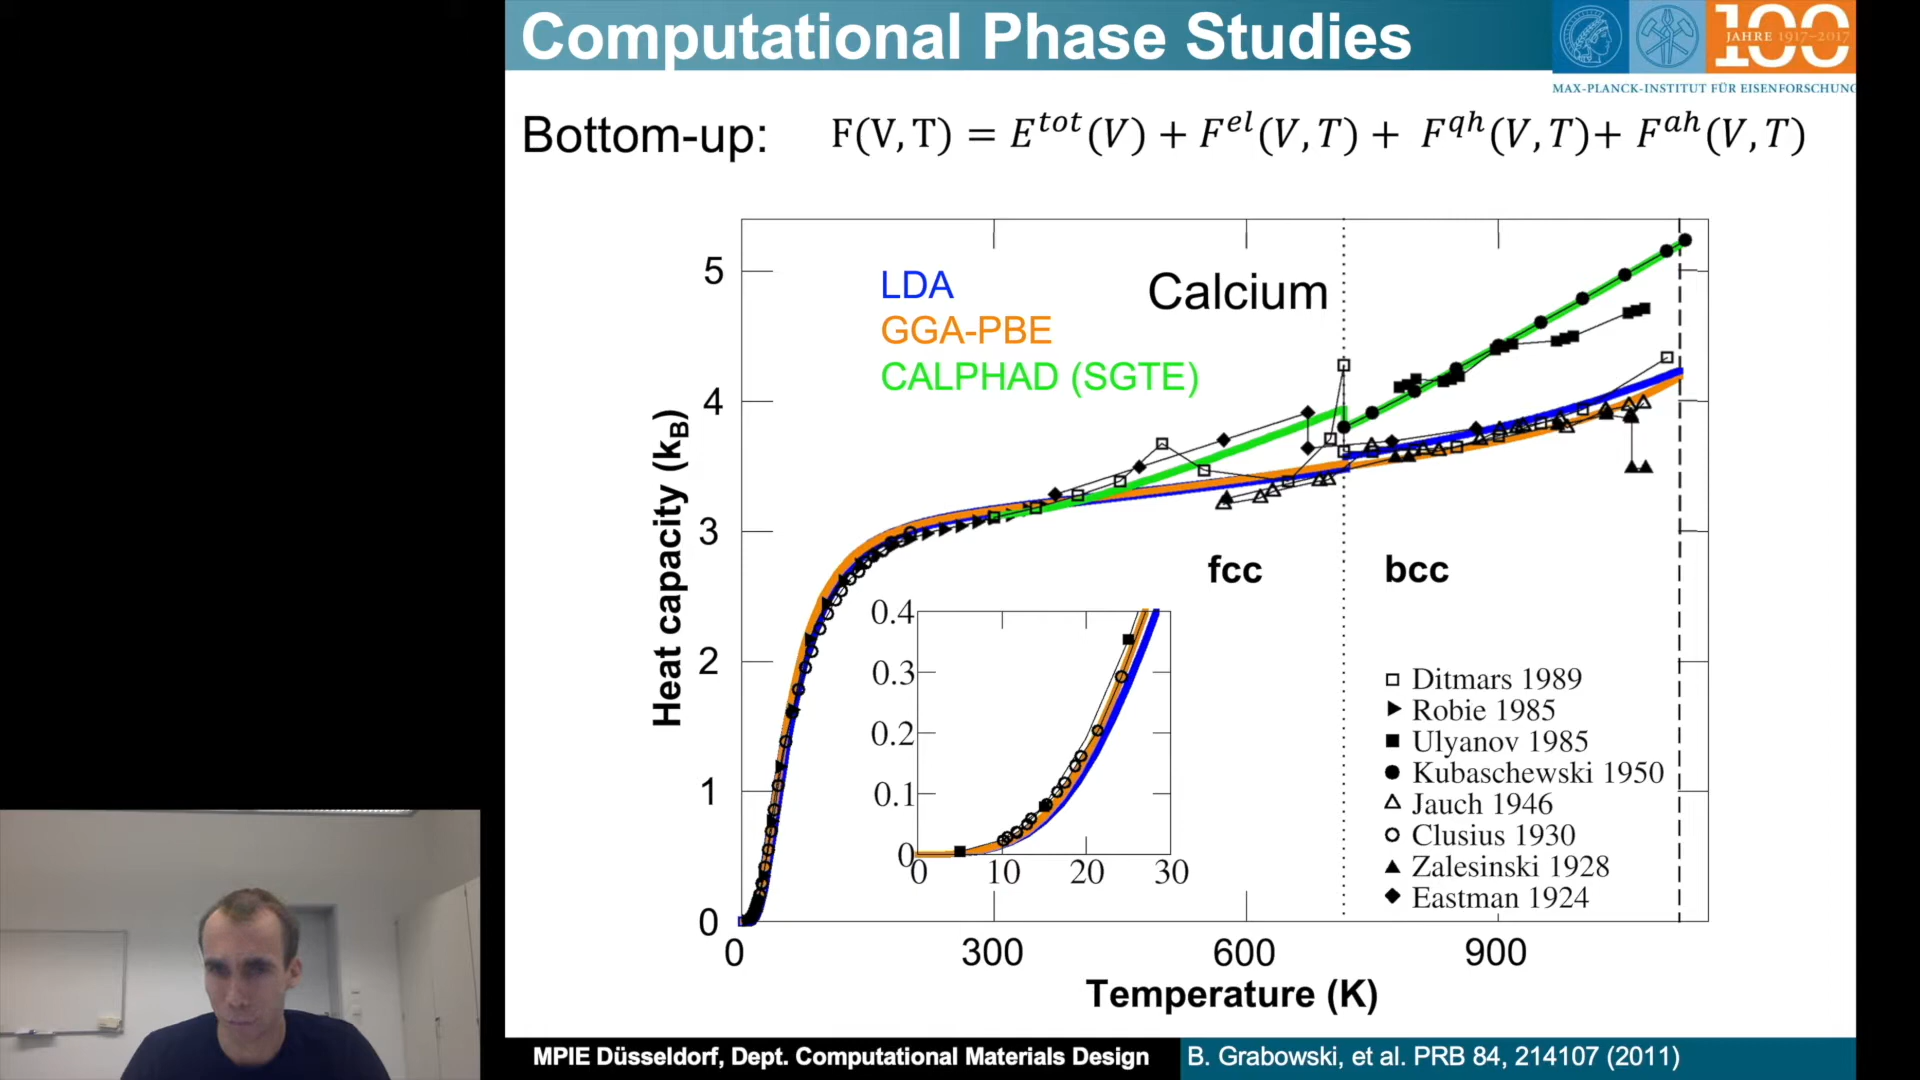 Computational Phase Studies
100
JAHRE 1917–2017
MAX-PLANCK-INSTITUT FÜR EISENFORSCHUNG
Bottom-up: F(V, T) = E^{tot}(V) + F^{el}(V, T) + F^{qh}(V, T)+ F^{ah}(V, T)
LDA
GGA-PBE
CALPHAD (SGTE)
Calcium
Heat capacity (k_B)
5
4
3
2
1
0
fcc
bcc
0.4
0.3
0.2
0.1
0
0 10 20 30
Ditmars 1989
Robie 1985
Ulyanov 1985
Kubaschewski 1950
Jauch 1946
Clusius 1930
Zalesinski 1928
Eastman 1924
0 300 600 900
Temperature (K)
MPIE Düsseldorf, Dept. Computational Materials Design
B. Grabowski, et al. PRB 84, 214107 (2011)